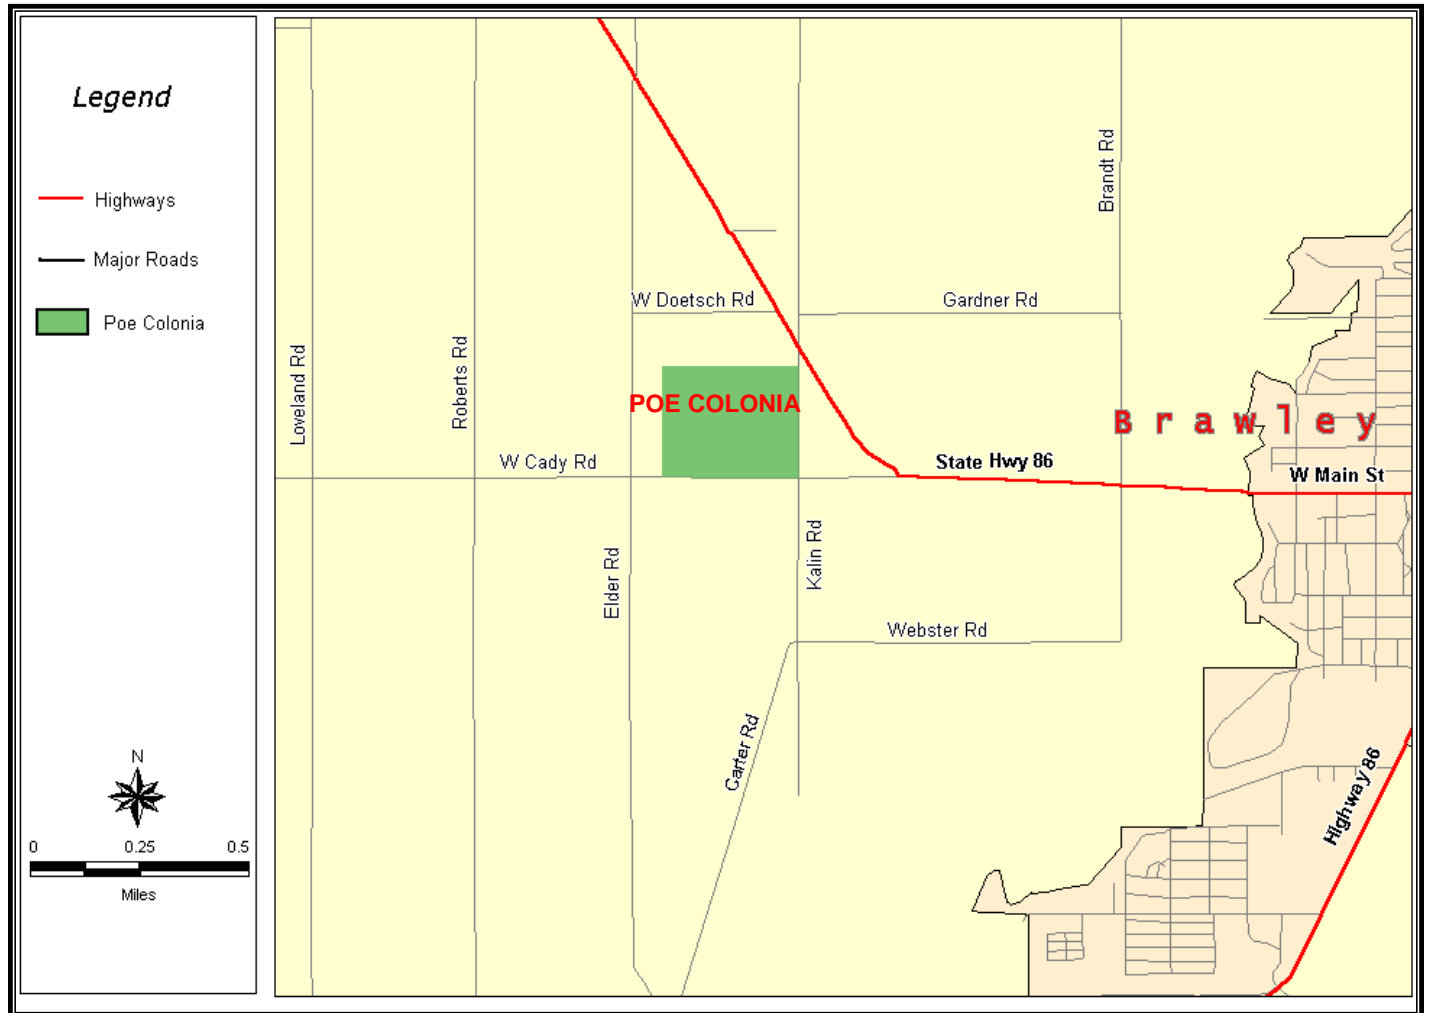 Legend
Highways
Major Roads
Poe Colonia
N
0 0.25 0.5
Miles
Brandt Rd
W Doetsch Rd
Gardner Rd
Loveland Rd
Roberts Rd
POE COLONIA
Brawley
W Cady Rd
State Hwy 86
W Main St
Elder Rd
Kalin Rd
Webster Rd
Carter Rd
Highway 86